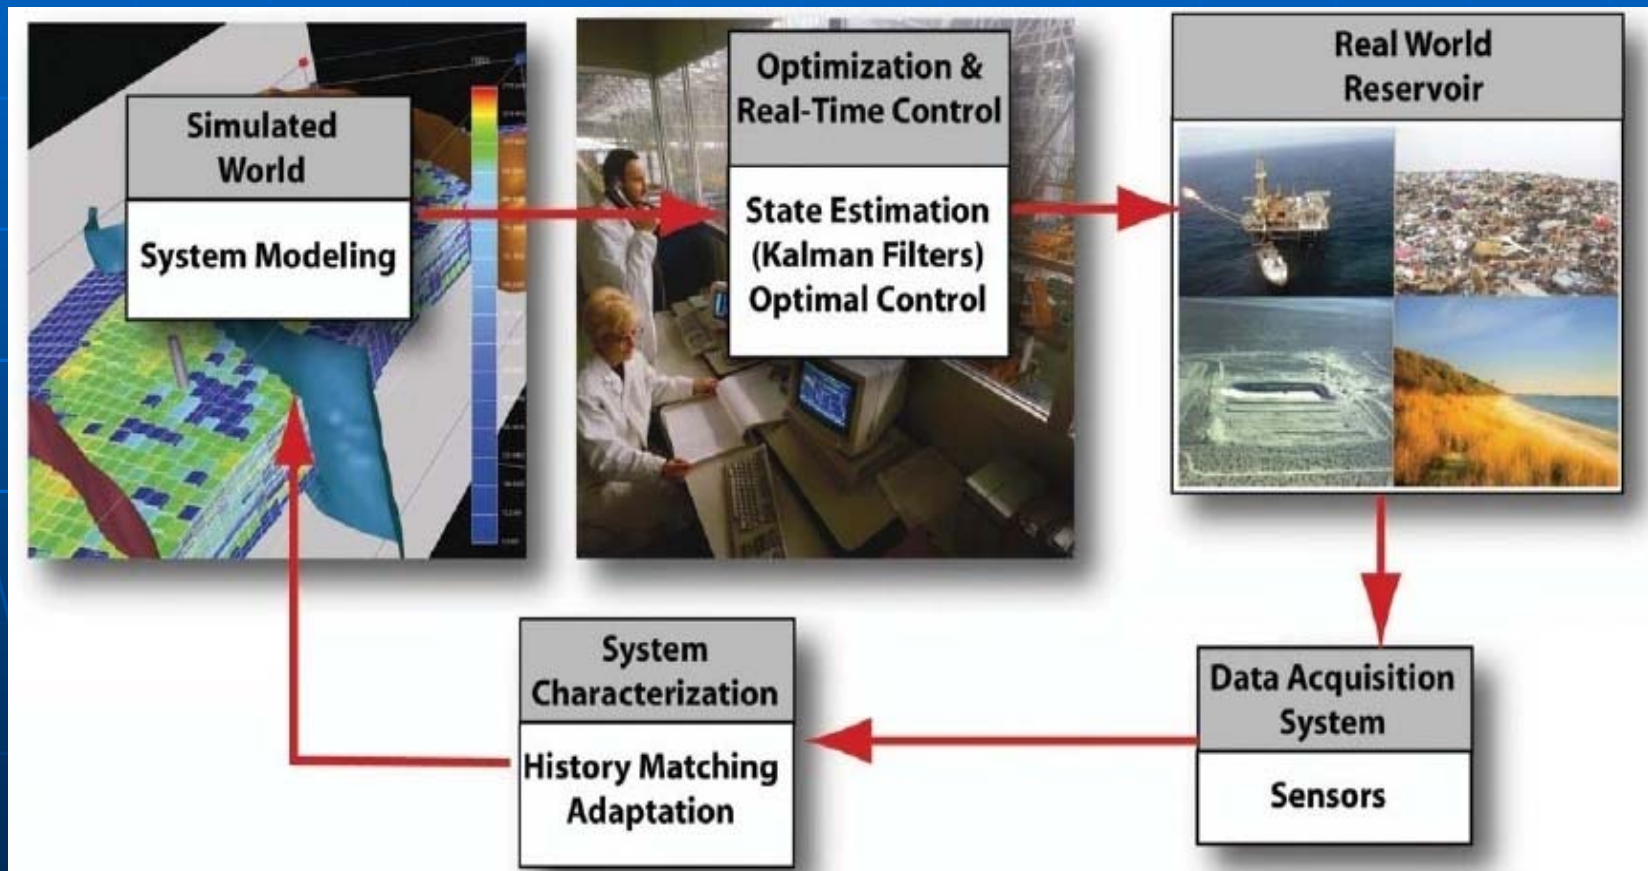 Simulated
World
System Modeling
Optimization &
Real-Time Control
State Estimation
(Kalman Filters)
Optimal Control
Real World
Reservoir
Data Acquisition
System
Sensors
System
Characterization
History Matching
Adaptation